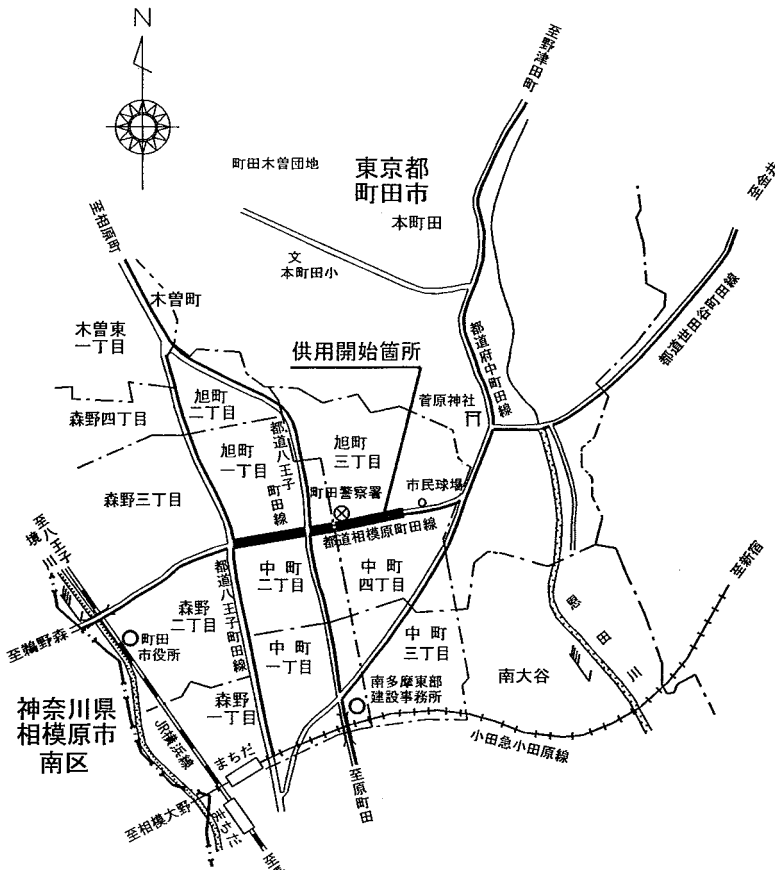 N
至野津田町
至金井
町田木曽団地
東京都
町田市
本町田
至相原町
文
本町田小
木曽町
木曽東
一丁目
供用開始箇所
都道府中町田線
都道世田谷町田線
菅原神社
旭町
二丁目
森野四丁目
都道八王子
町田線
旭町
一丁目
旭町
三丁目
町田警察署
市民球場
森野三丁目
都道相模原町田線
至八王子
境川
中町
二丁目
中町
四丁目
都道八王子町田線
至新宿
恩田川
森野
二丁目
町田
市役所
至鵜野森
中町
一丁目
中町
三丁目
南大谷
森野
一丁目
南多摩東部
建設事務所
神奈川県
相模原市
南区
JR横浜線
まちだ
小田急小田原線
至原町田
至相模大野
まちだ